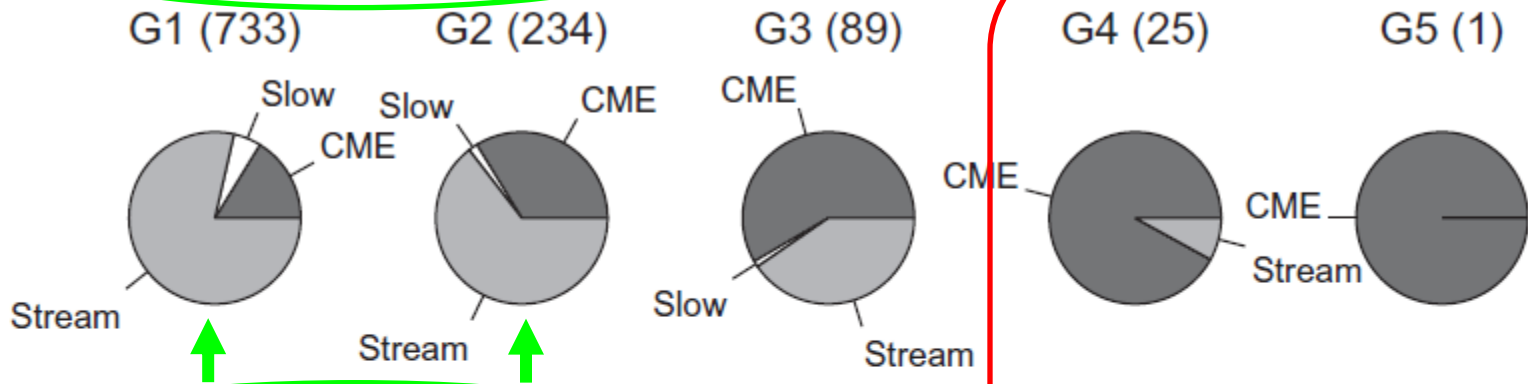 G1 (733)
G2 (234)
G3 (89)
G4 (25)
G5 (1)
Slow
CME
Stream
Slow
CME
Stream
CME
Slow
Stream
CME
Stream
CME